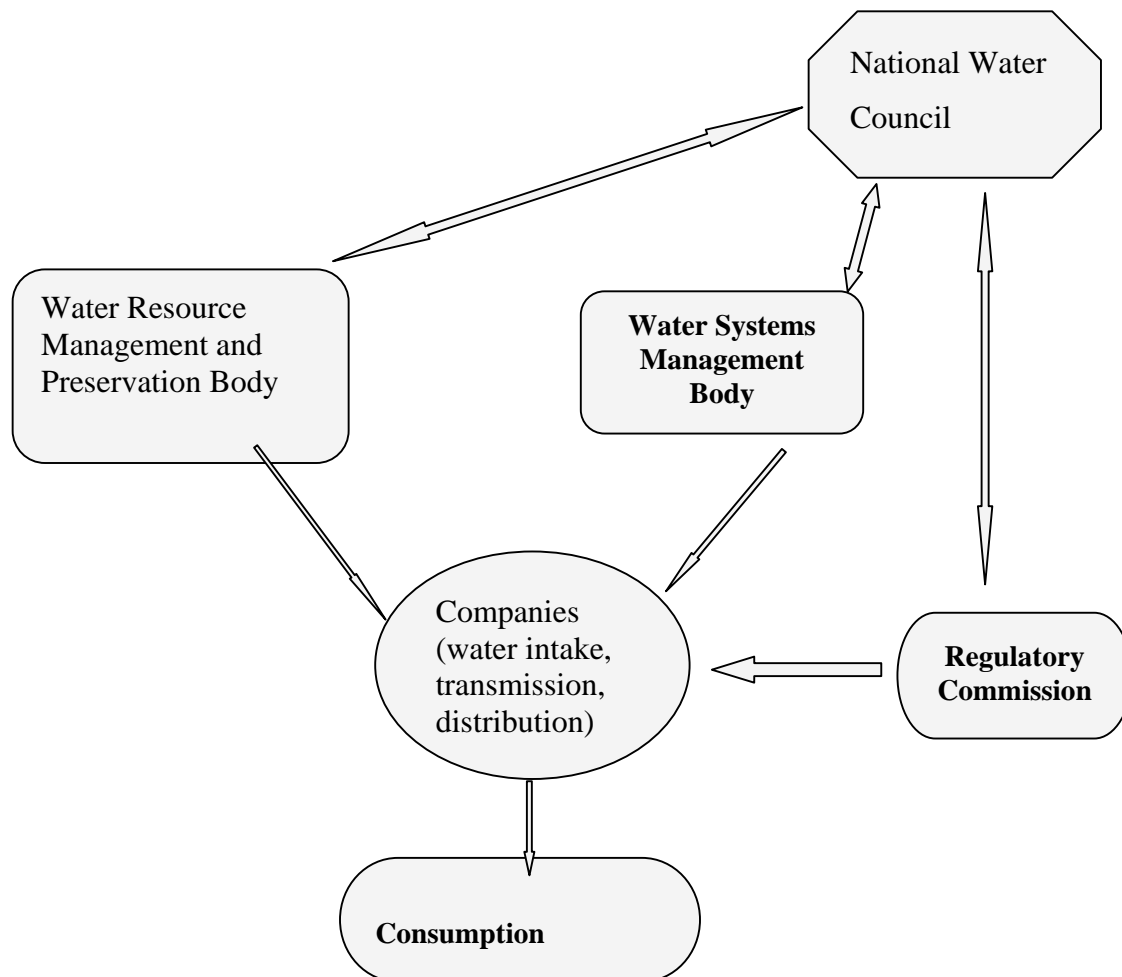 National Water
Council
Water Resource
Management and
Preservation Body
Water Systems
Management
Body
Companies
(water intake,
transmission,
distribution)
Regulatory
Commission
Consumption